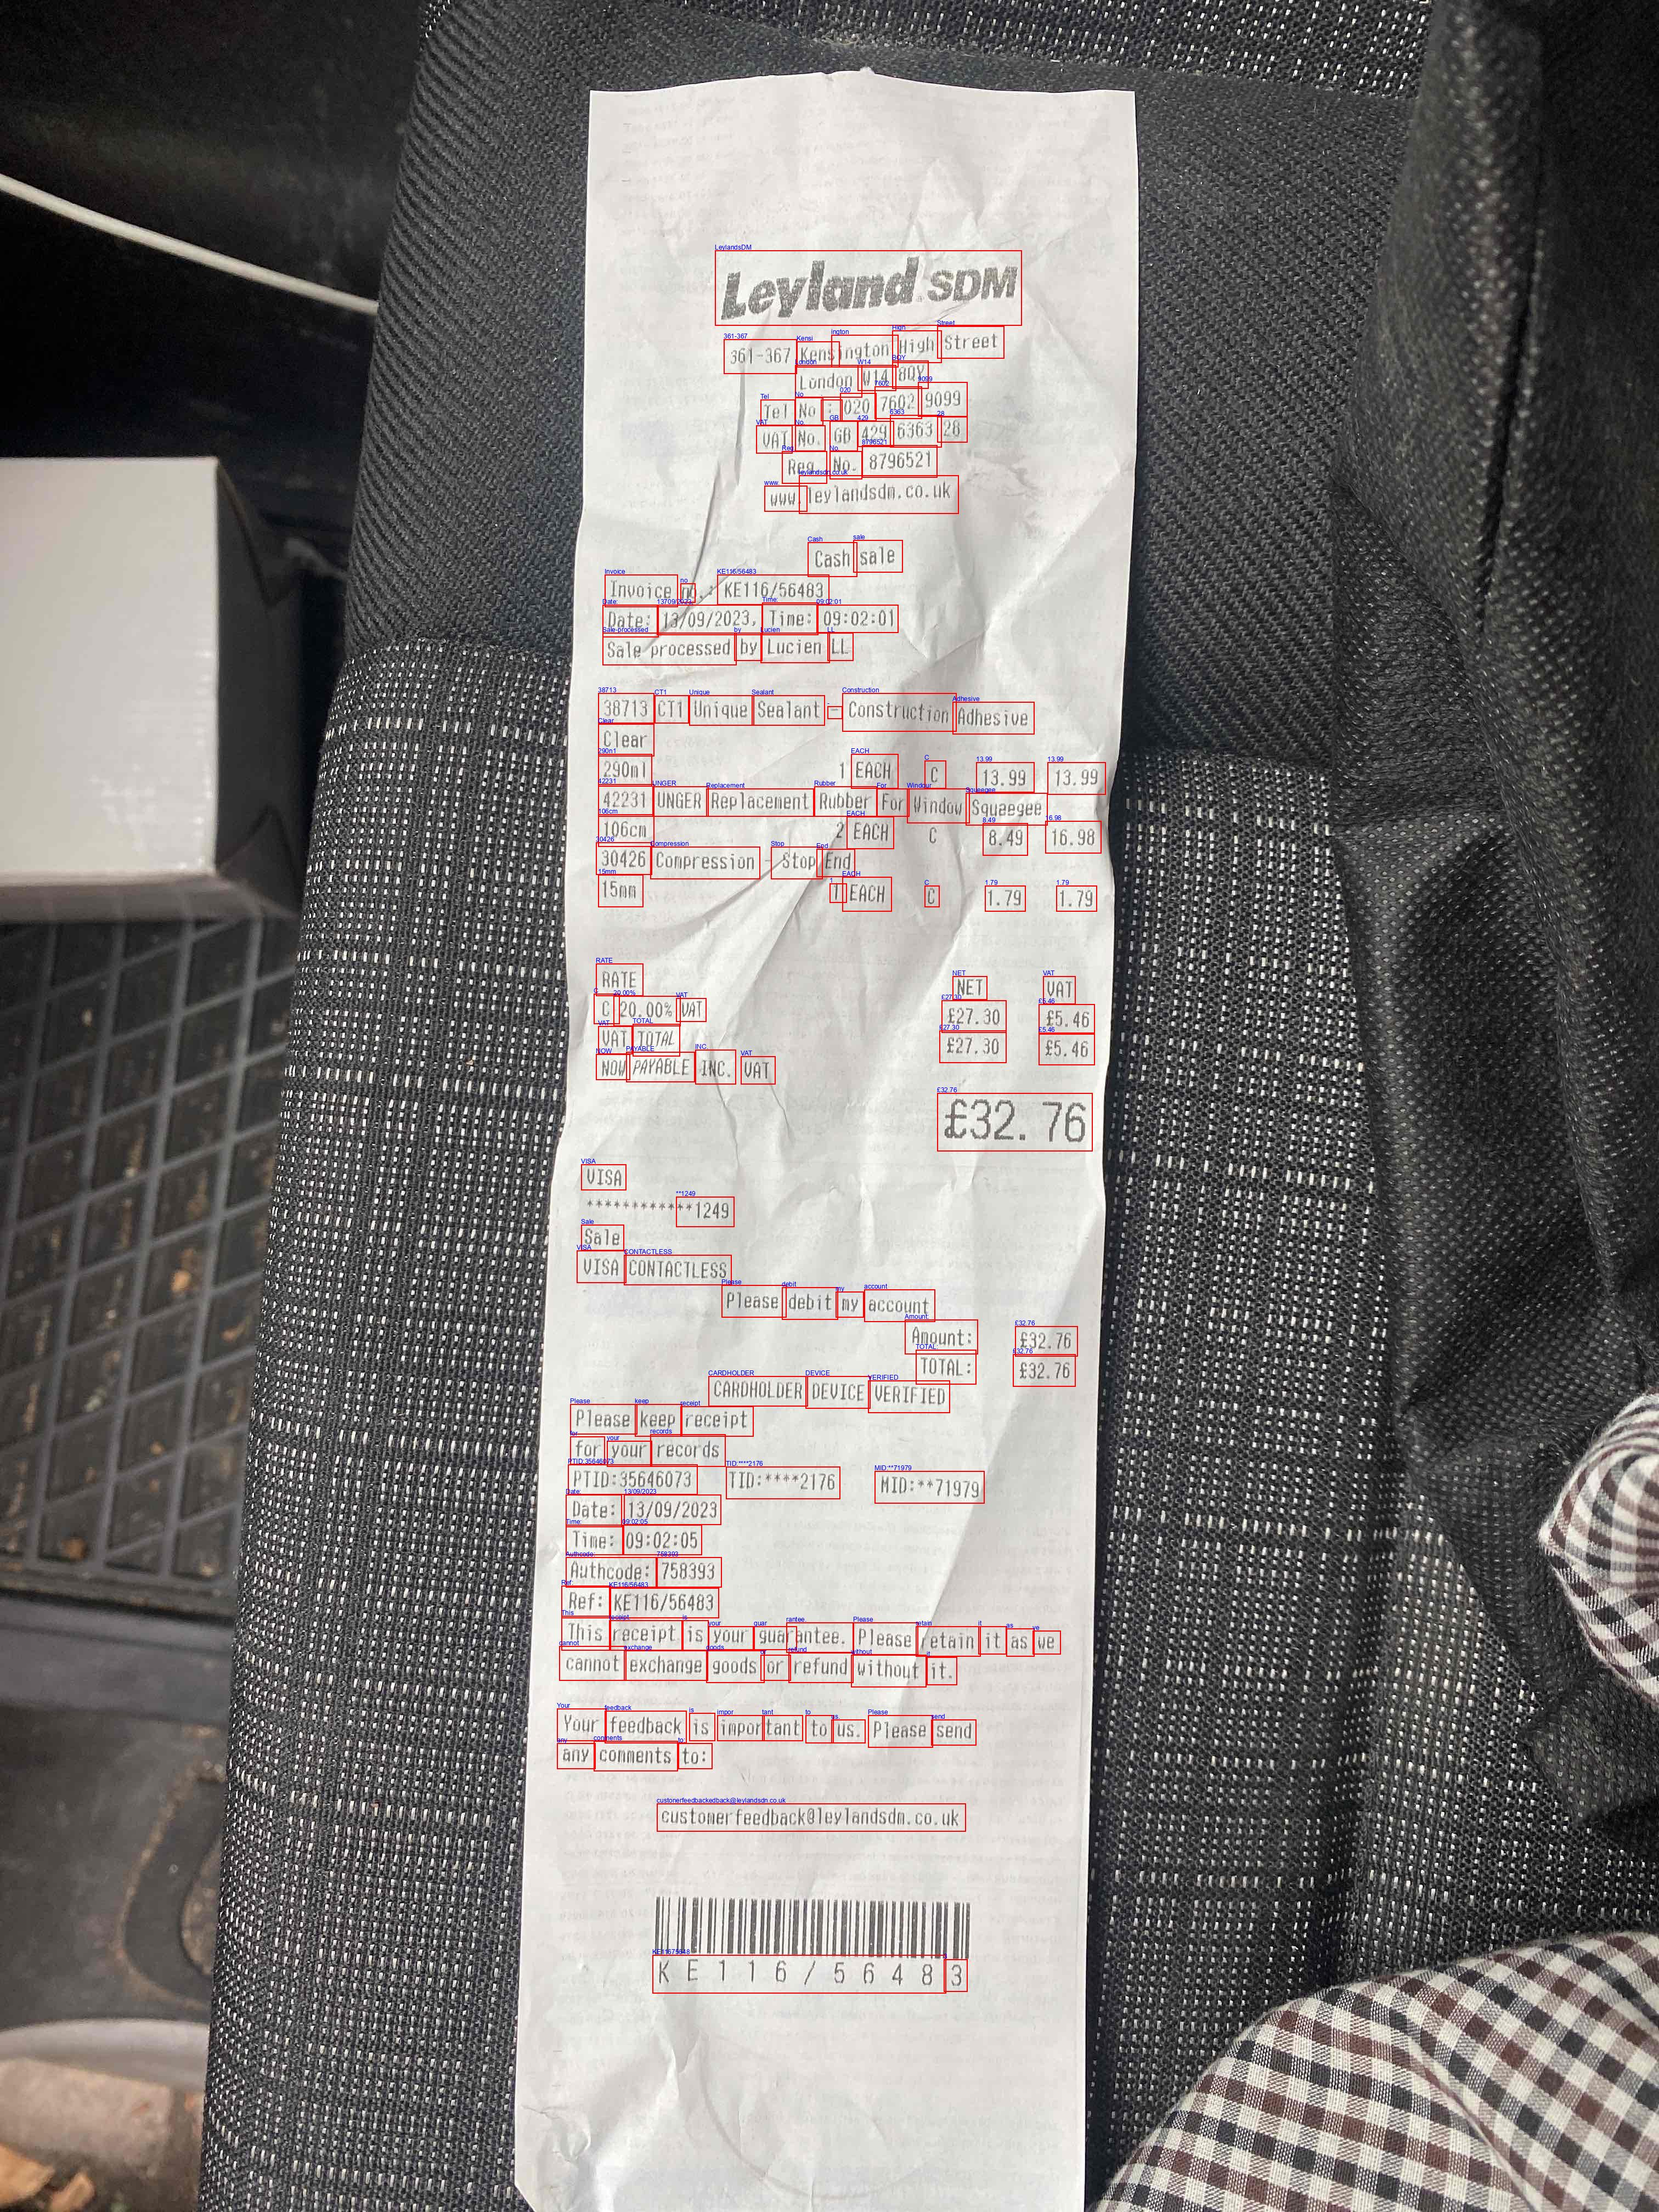 Leyland SDM
361-367 Kensington High Street
London W14 8QY
Tel No : 020 7602 9099
VAT No. GB 429 6363 28
Reg. No. 8796521
www.leylandsdm.co.uk
Cash sale
Invoice no.: KE116/56483
Date: 13/09/2023, Time: 09:02:01
Sale processed by Lucien LL
38713 CT1 Unique Sealant - Construction Adhesive
Clear
290ml 1 EACH C 13.99 13.99
42231 UNGER Replacement Rubber For Window Squeegee
106cm 2 EACH C 8.49 16.98
30426 Compression - Stop End
15mm 1 EACH C 1.79 1.79
RATE NET VAT
C 20.00% VAT £27.30 £5.46
VAT TOTAL £27.30 £5.46
NOW PAYABLE INC. VAT
£32.76
VISA
************1249
Sale
VISA CONTACTLESS
Please debit my account
Amount: £32.76
TOTAL: £32.76
CARDHOLDER DEVICE VERIFIED
Please keep receipt
for your records
PTID:35646073 TID:****2176 MID:**71979
Date: 13/09/2023
Time: 09:02:05
Authcode: 758393
Ref: KE116/56483
This receipt is your guarantee. Please retain it as we
cannot exchange goods or refund without it.
Your feedback is important to us. Please send
any comments to:
customerfeedback@leylandsdm.co.uk
KE116/56483